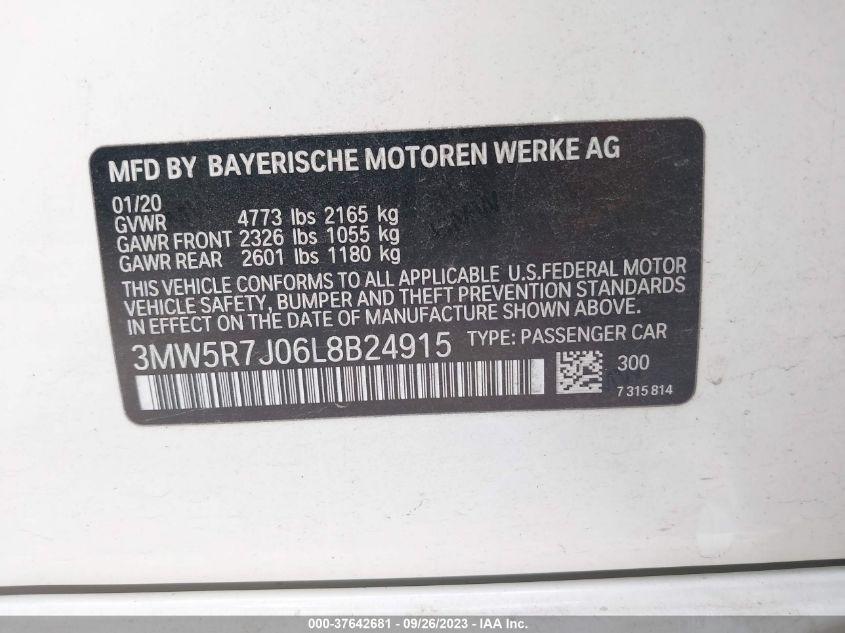 MFD BY BAYERISCHE MOTOREN WERKE AG
01/20
GVWR 4773 lbs 2165 kg
GAWR FRONT 2326 lbs 1055 kg
GAWR REAR 2601 lbs 1180 kg
THIS VEHICLE CONFORMS TO ALL APPLICABLE U.S.FEDERAL MOTOR
VEHICLE SAFETY, BUMPER AND THEFT PREVENTION STANDARDS
IN EFFECT ON THE DATE OF MANUFACTURE SHOWN ABOVE.
3MW5R7J06L8B24915 TYPE: PASSENGER CAR
300
7 315 814
000-37642681 - 09/26/2023 - IAA Inc.